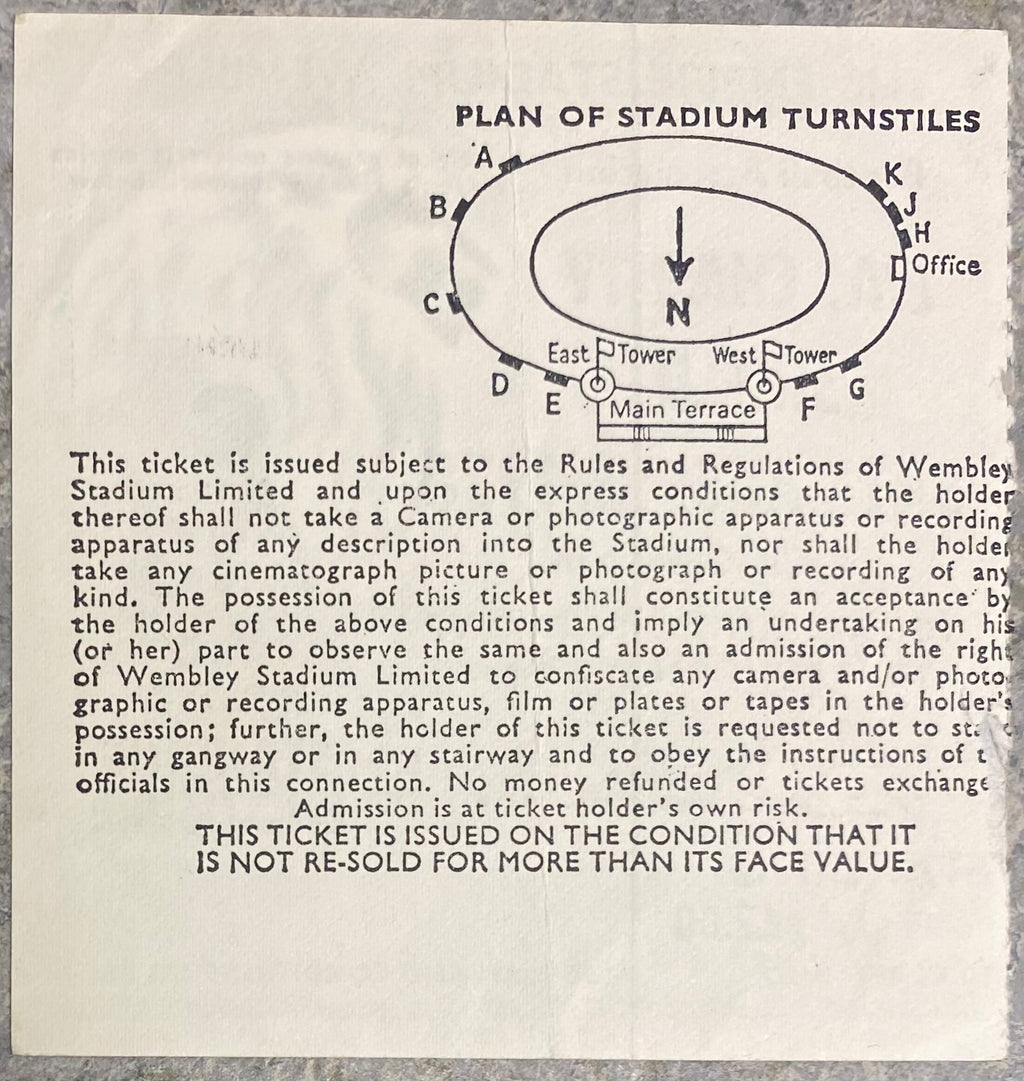 PLAN OF STADIUM TURNSTILES
A
K
B
J
H
Office
C
N
East Tower West Tower
D
E
Main Terrace
F
G
This ticket is issued subject to the Rules and Regulations of Wembley
Stadium Limited and upon the express conditions that the holder
thereof shall not take a Camera or photographic apparatus or recording
apparatus of any description into the Stadium, nor shall the holder
take any cinematograph picture or photograph or recording of any
kind. The possession of this ticket shall constitute an acceptance by
the holder of the above conditions and imply an undertaking on his
(or her) part to observe the same and also an admission of the right
of Wembley Stadium Limited to confiscate any camera and/or photo-
graphic or recording apparatus, film or plates or tapes in the holder's
possession; further, the holder of this ticket is requested not to
in any gangway or in any stairway and to obey the instructions of
officials in this connection. No money refunded or tickets exchange
Admission is at ticket holder's own risk.
THIS TICKET IS ISSUED ON THE CONDITION THAT IT
IS NOT RE-SOLD FOR MORE THAN ITS FACE VALUE.